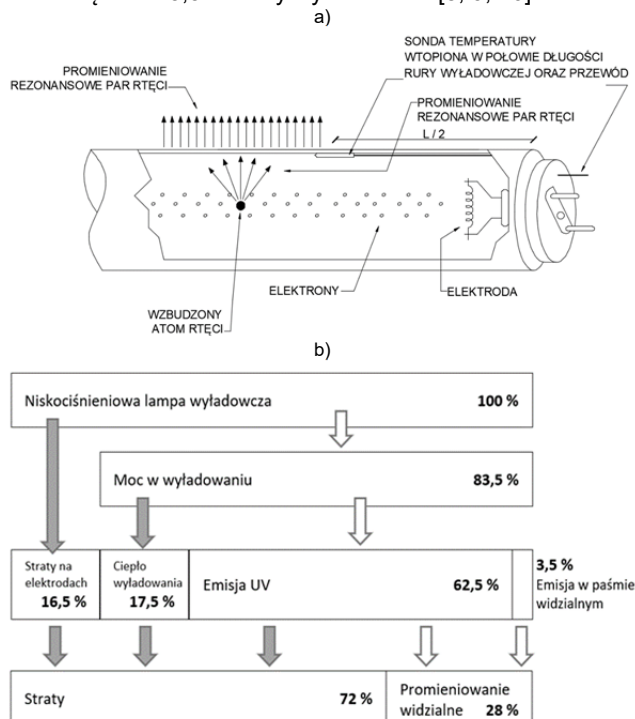 a)
SONDA TEMPERATURY
WTOPIONA W POŁOWIE DŁUGOŚCI
RURY WYŁADOWCZEJ ORAZ PRZEWÓD
PROMIENIOWANIE
REZONANSOWE PAR RTĘCI
PROMIENIOWANIE
REZONANSOWE PAR RTĘCI
L / 2
ELEKTRONY
ELEKTRODA
WZBUDZONY
ATOM RTĘCI
b)
Niskociśnieniowa lampa wyładowcza 100 %
Moc w wyładowaniu 83,5 %
Straty na
elektrodach
16,5 %
Ciepło
wyładowania
17,5 %
Emisja UV 62,5 %
3,5 %
Emisja w paśmie
widzialnym
Straty 72 %
Promieniowanie
widzialne 28 %